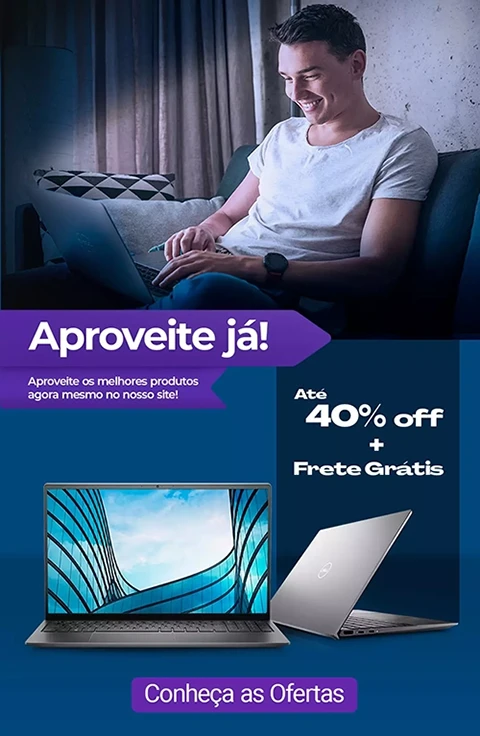 Aproveite já!
Aproveite os melhores produtos
agora mesmo no nosso site!
Até
40% off
+
Frete Grátis
Conheça as Ofertas